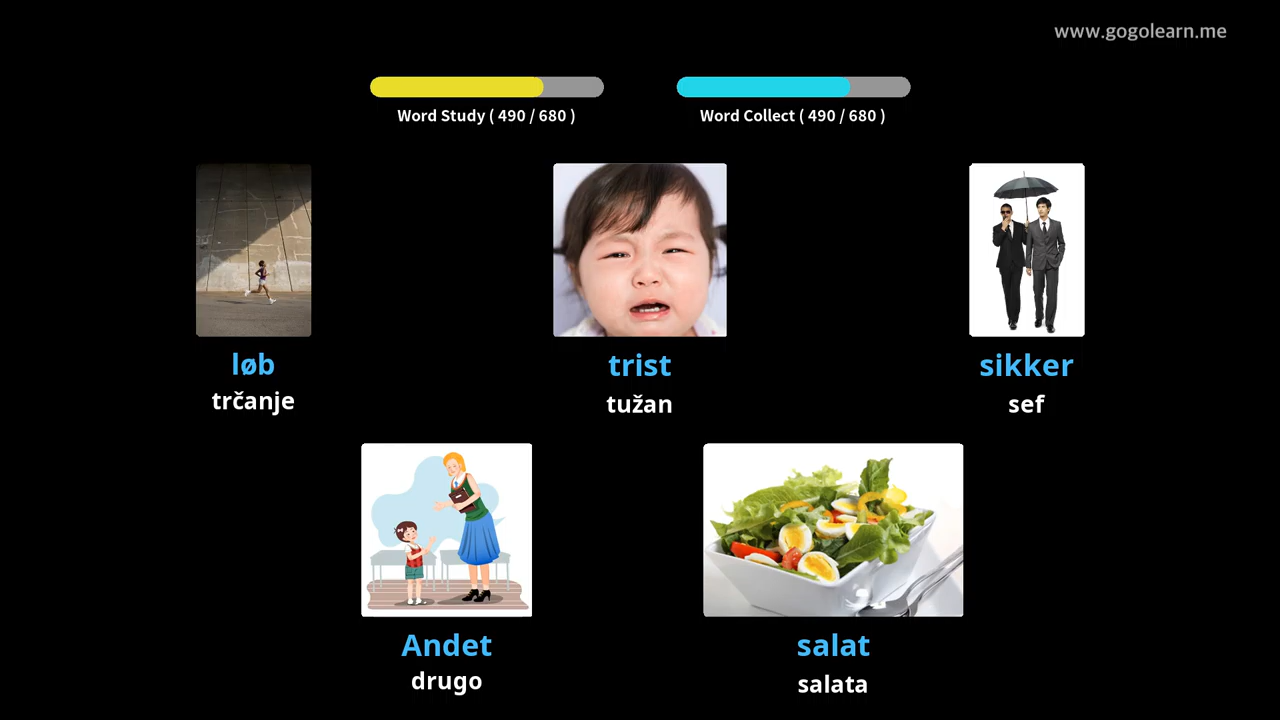 www.gogolearn.me
Word Study ( 490 / 680 )
Word Collect ( 490 / 680 )
løb
trčanje
trist
tužan
sikker
sef
Andet
drugo
salat
salata